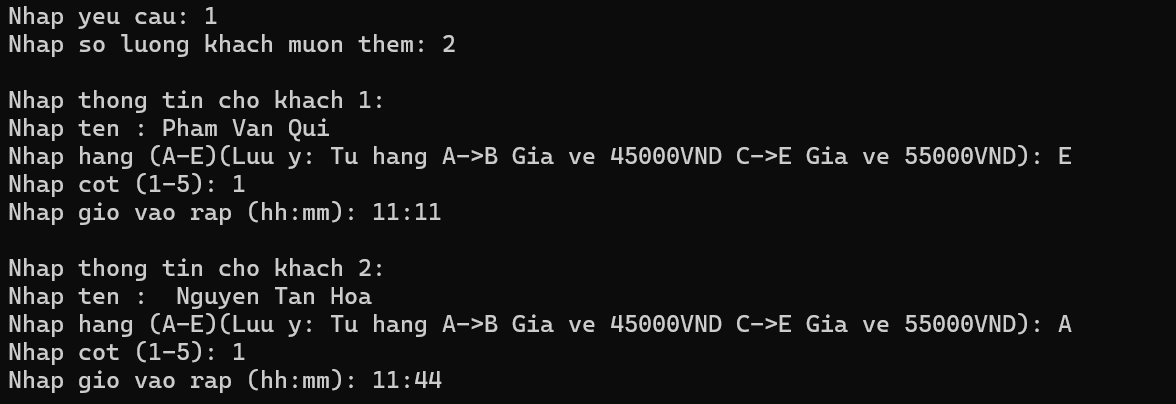 Nhap yeu cau: 1
Nhap so luong khach muon them: 2
Nhap thong tin cho khach 1:
Nhap ten : Pham Van Qui
Nhap hang (A-E)(Luu y: Tu hang A->B Gia ve 45000VND C->E Gia ve 55000VND): E
Nhap cot (1-5): 1
Nhap gio vao rap (hh:mm): 11:11
Nhap thong tin cho khach 2:
Nhap ten :  Nguyen Tan Hoa
Nhap hang (A-E)(Luu y: Tu hang A->B Gia ve 45000VND C->E Gia ve 55000VND): A
Nhap cot (1-5): 1
Nhap gio vao rap (hh:mm): 11:44